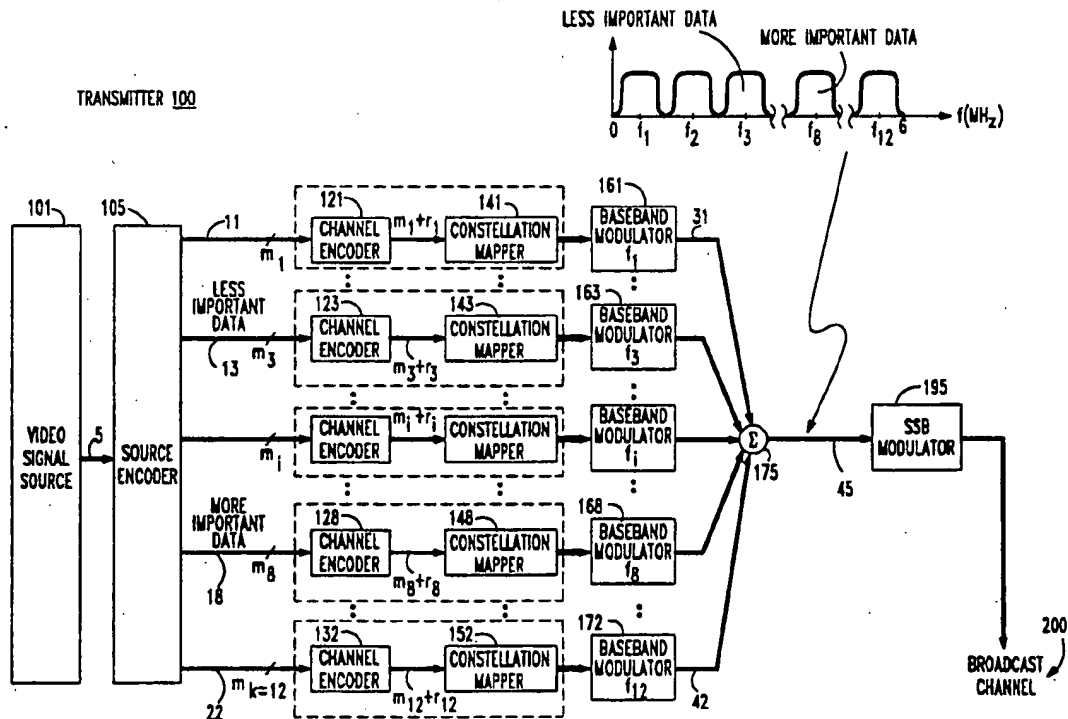 LESS IMPORTANT DATA
MORE IMPORTANT DATA
0 f1 f2 f3 f8 f12 6 f(MHz)
TRANSMITTER 100
101
105
VIDEO
SIGNAL
SOURCE
5
SOURCE
ENCODER
11
m1
121
CHANNEL
ENCODER
m1+r1
141
CONSTELLATION
MAPPER
161
BASEBAND
MODULATOR
f1
31
LESS
IMPORTANT
DATA
13
m3
123
CHANNEL
ENCODER
m3+r3
143
CONSTELLATION
MAPPER
163
BASEBAND
MODULATOR
f3
mi
CHANNEL
ENCODER
mi+ri
CONSTELLATION
MAPPER
BASEBAND
MODULATOR
fi
Σ
175
45
195
SSB
MODULATOR
MORE
IMPORTANT
DATA
18
m8
128
CHANNEL
ENCODER
m8+r8
148
CONSTELLATION
MAPPER
168
BASEBAND
MODULATOR
f8
22
mk=12
132
CHANNEL
ENCODER
m12+r12
152
CONSTELLATION
MAPPER
172
BASEBAND
MODULATOR
f12
42
BROADCAST
CHANNEL
200